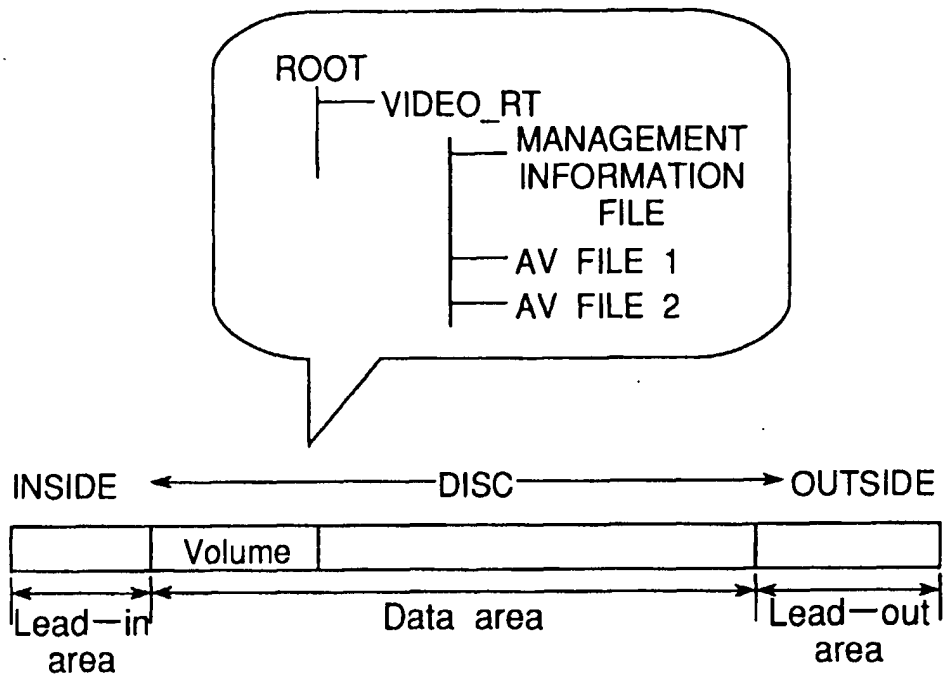 ROOT
VIDEO_RT
MANAGEMENT
INFORMATION
FILE
AV FILE 1
AV FILE 2
INSIDE DISC OUTSIDE
Volume
Lead—in Data area Lead—out
area area